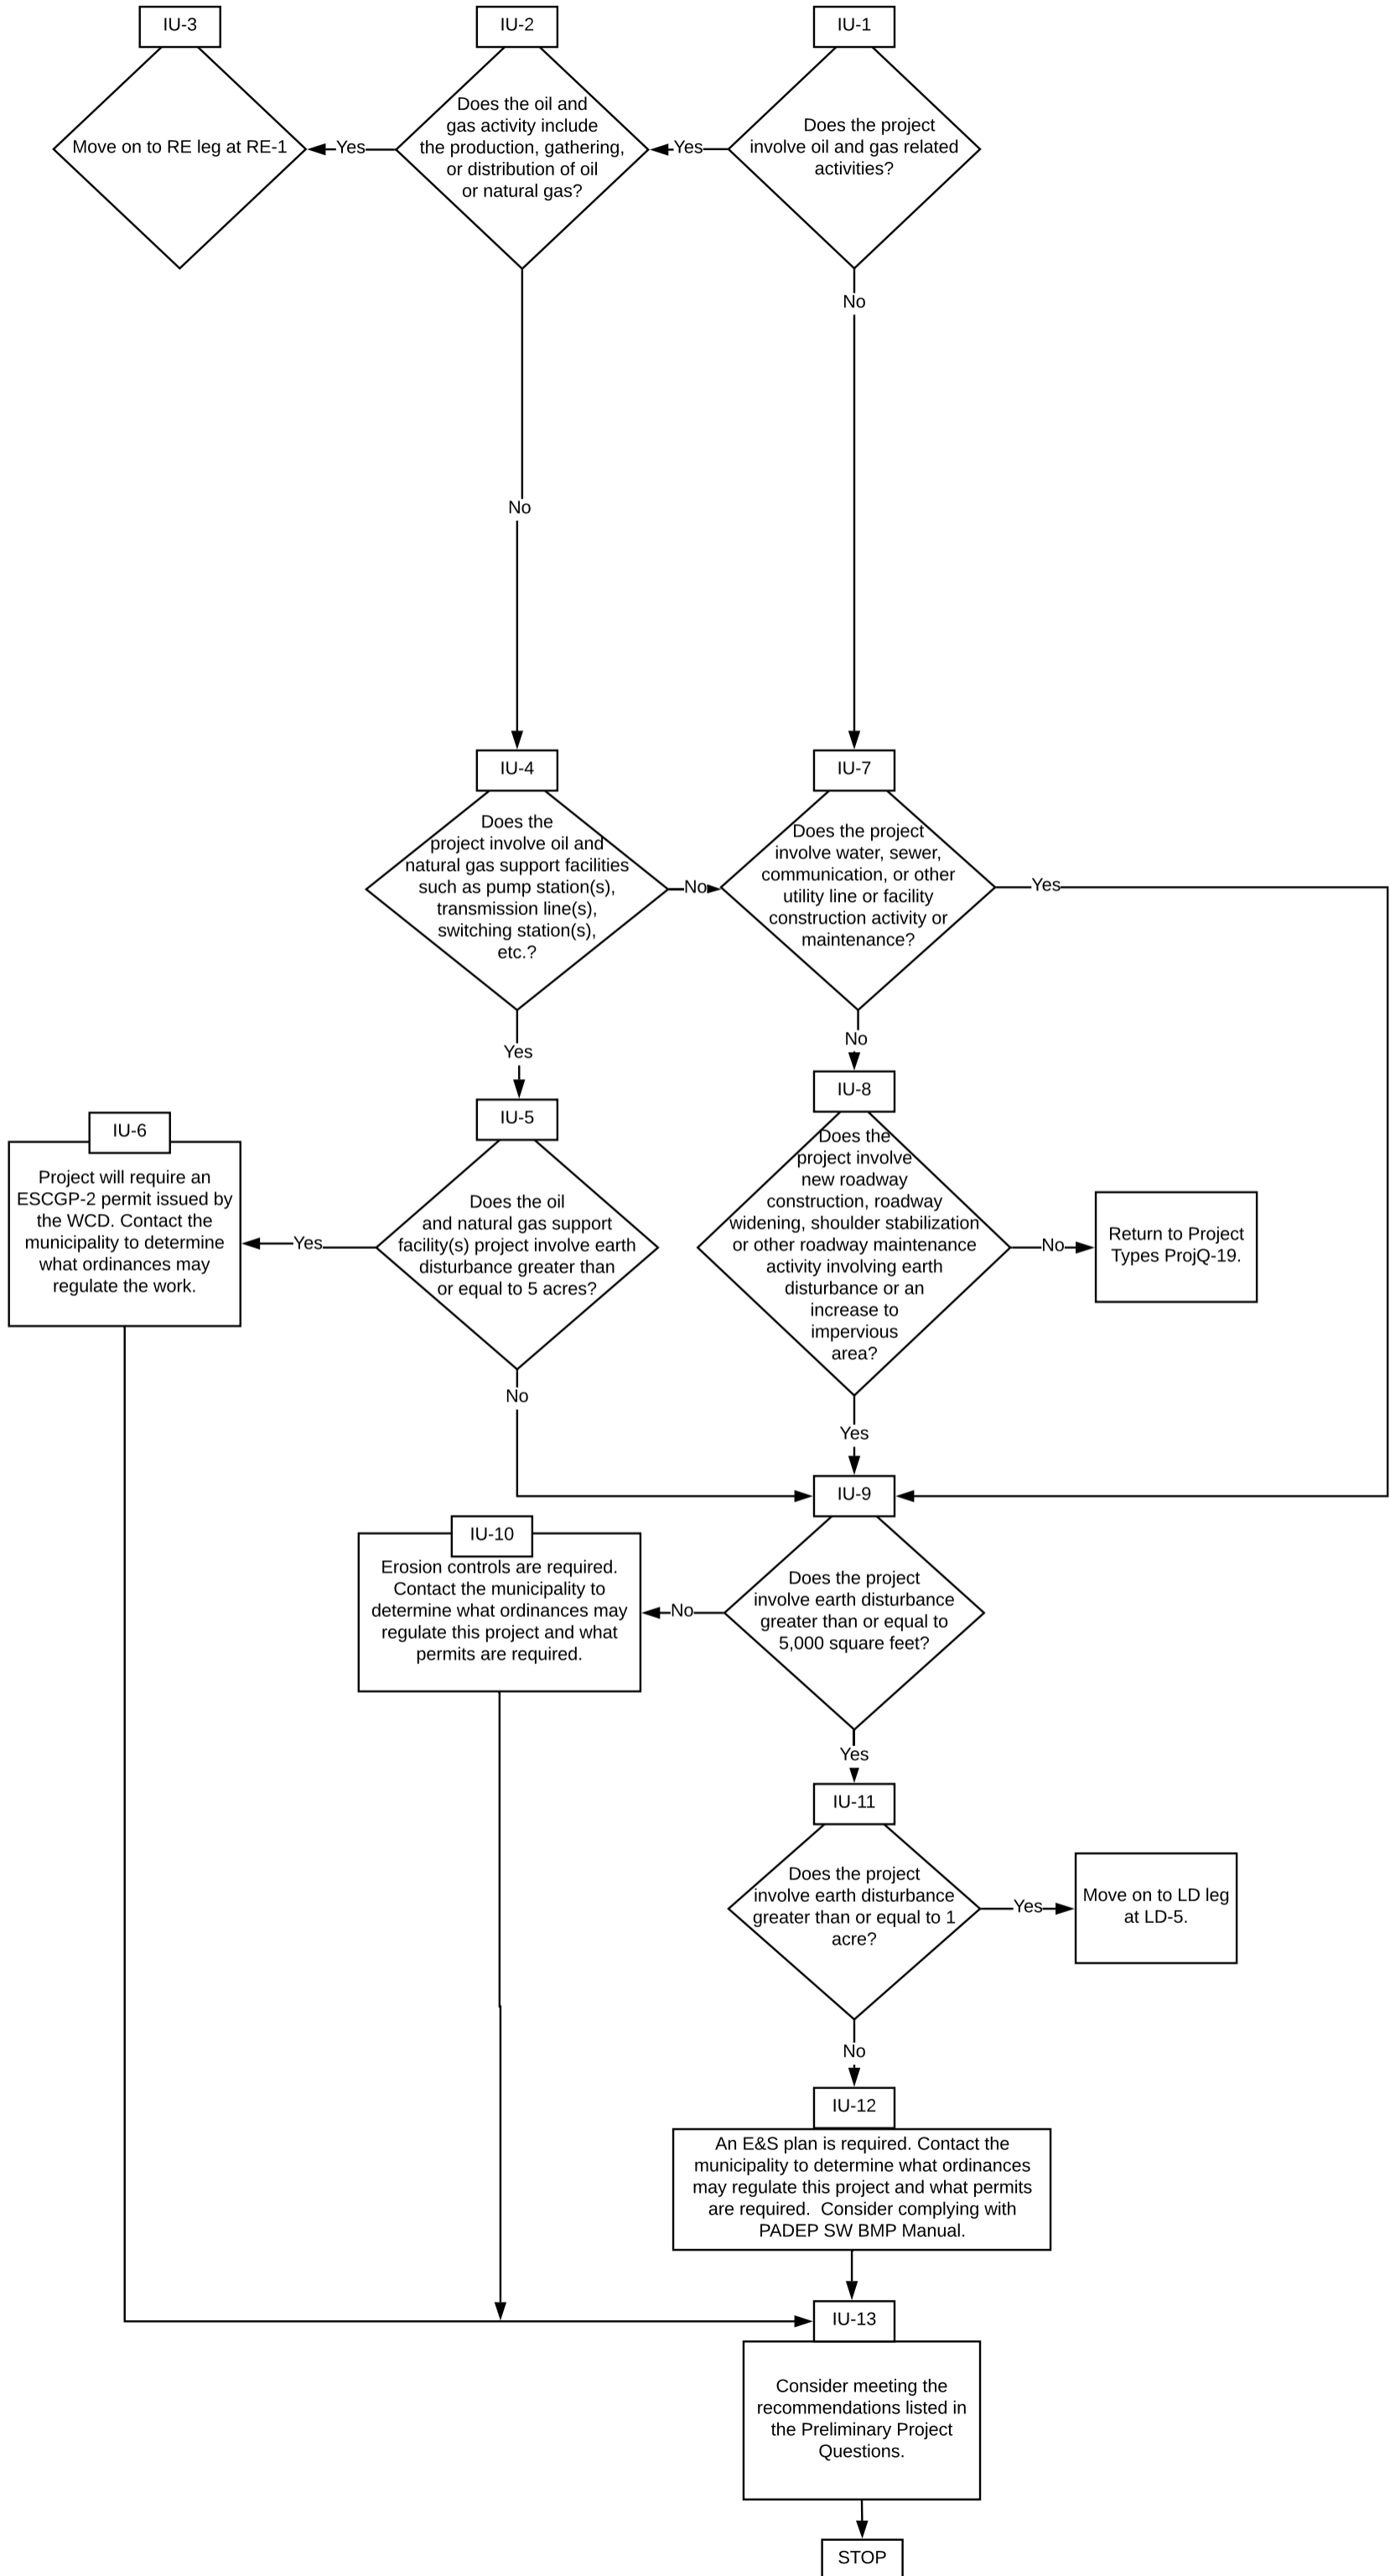 IU-3
Move on to RE leg at RE-1
Yes
IU-2
Does the oil and
gas activity include
the production, gathering,
or distribution of oil
or natural gas?
Yes
IU-1
Does the project
involve oil and gas related
activities?
No
No
IU-4
Does the
project involve oil and
natural gas support facilities
such as pump station(s),
transmission line(s),
switching station(s),
etc.?
No
IU-7
Does the project
involve water, sewer,
communication, or other
utility line or facility
construction activity or
maintenance?
Yes
Yes
No
IU-6
Project will require an
ESCGP-2 permit issued by
the WCD. Contact the
municipality to determine
what ordinances may
regulate the work.
Yes
IU-5
Does the oil
and natural gas support
facility(s) project involve earth
disturbance greater than
or equal to 5 acres?
IU-8
Does the
project involve
new roadway
construction, roadway
widening, shoulder stabilization
or other roadway maintenance
activity involving earth
disturbance or an
increase to
impervious
area?
No
Return to Project
Types ProjQ-19.
No
Yes
IU-9
Does the project
involve earth disturbance
greater than or equal to
5,000 square feet?
No
IU-10
Erosion controls are required.
Contact the municipality to
determine what ordinances may
regulate this project and what
permits are required.
Yes
IU-11
Does the project
involve earth disturbance
greater than or equal to 1
acre?
Yes
Move on to LD leg
at LD-5.
No
IU-12
An E&S plan is required. Contact the
municipality to determine what ordinances
may regulate this project and what permits
are required.  Consider complying with
PADEP SW BMP Manual.
IU-13
Consider meeting the
recommendations listed in
the Preliminary Project
Questions.
STOP